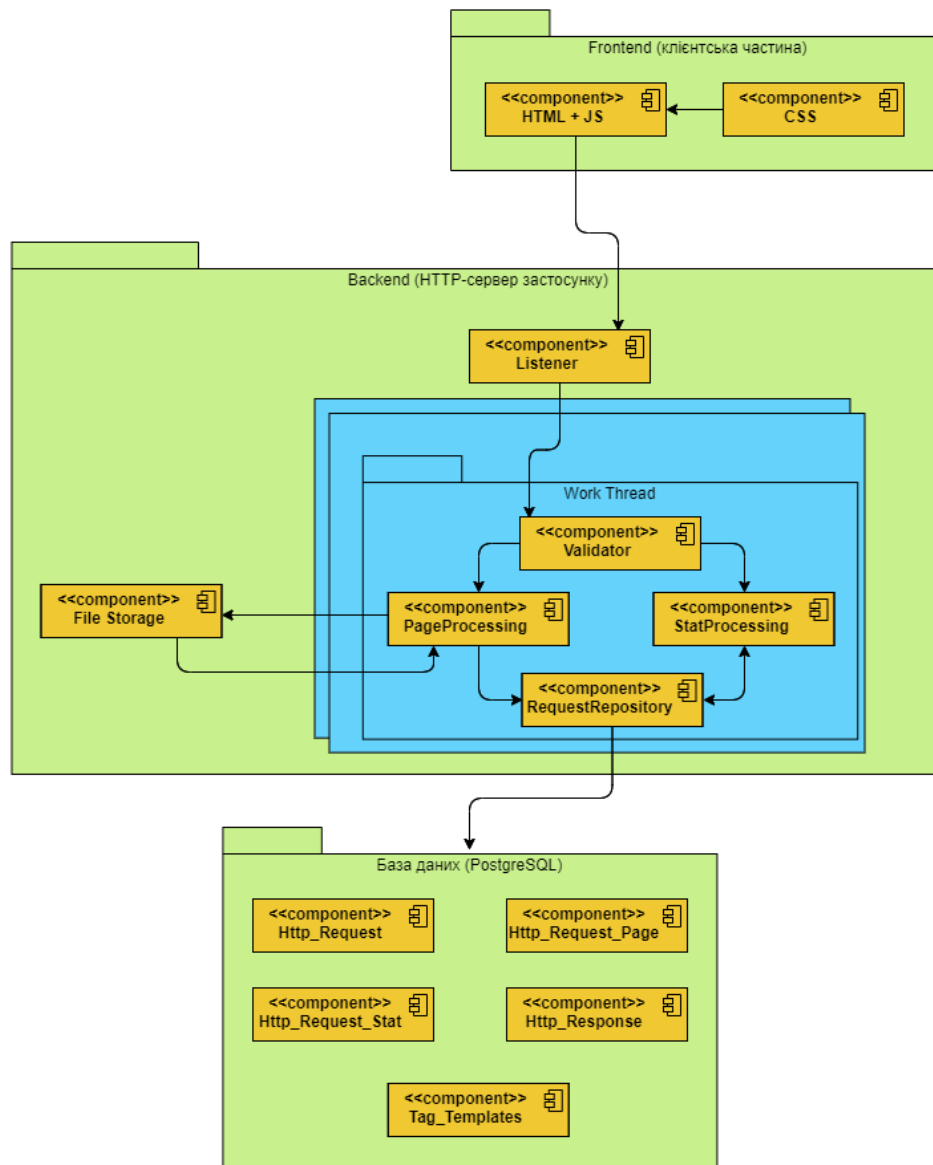 Frontend (клієнтська частина)
<<component>>
HTML + JS
<<component>>
CSS
Backend (HTTP-сервер застосунку)
<<component>>
Listener
Work Thread
<<component>>
Validator
<<component>>
File Storage
<<component>>
PageProcessing
<<component>>
StatProcessing
<<component>>
RequestRepository
База даних (PostgreSQL)
<<component>>
Http_Request
<<component>>
Http_Request_Page
<<component>>
Http_Request_Stat
<<component>>
Http_Response
<<component>>
Tag_Templates